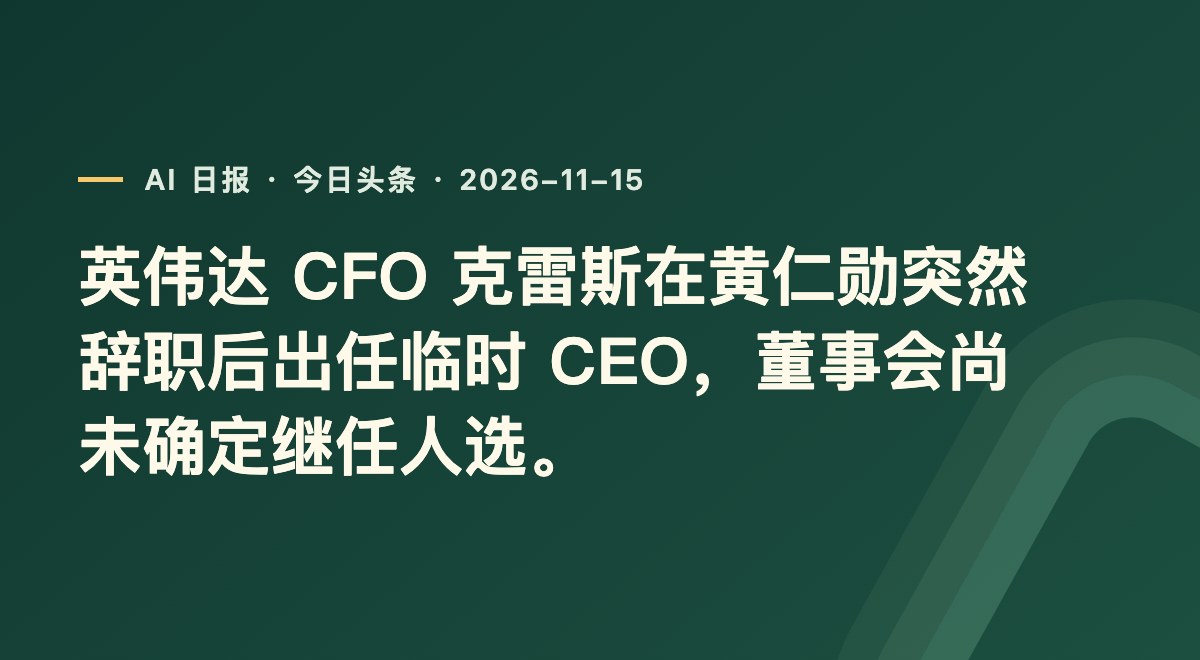 AI 日报 · 今日头条 · 2026–11–15
英伟达 CFO 克雷斯在黄仁勋突然
辞职后出任临时 CEO，董事会尚
未确定继任人选。